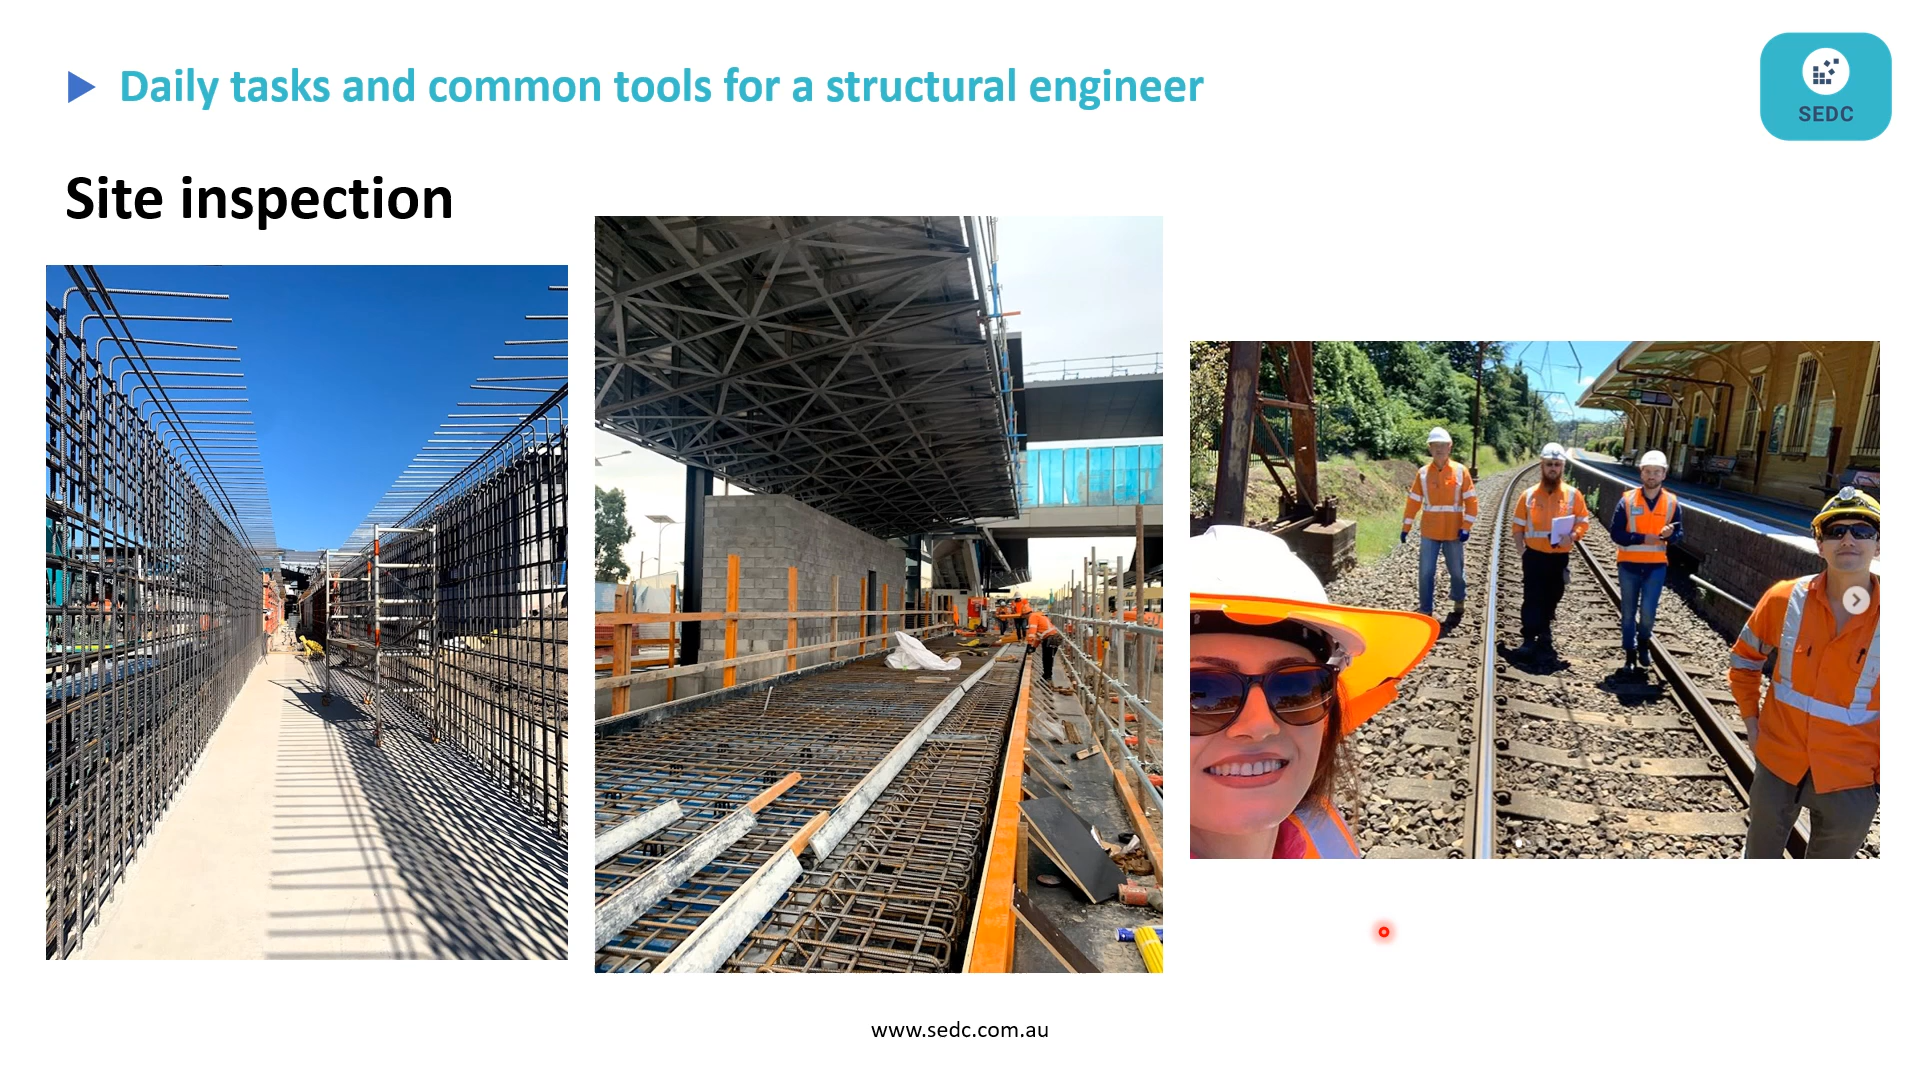 Daily tasks and common tools for a structural engineer
SEDC
Site inspection
www.sedc.com.au